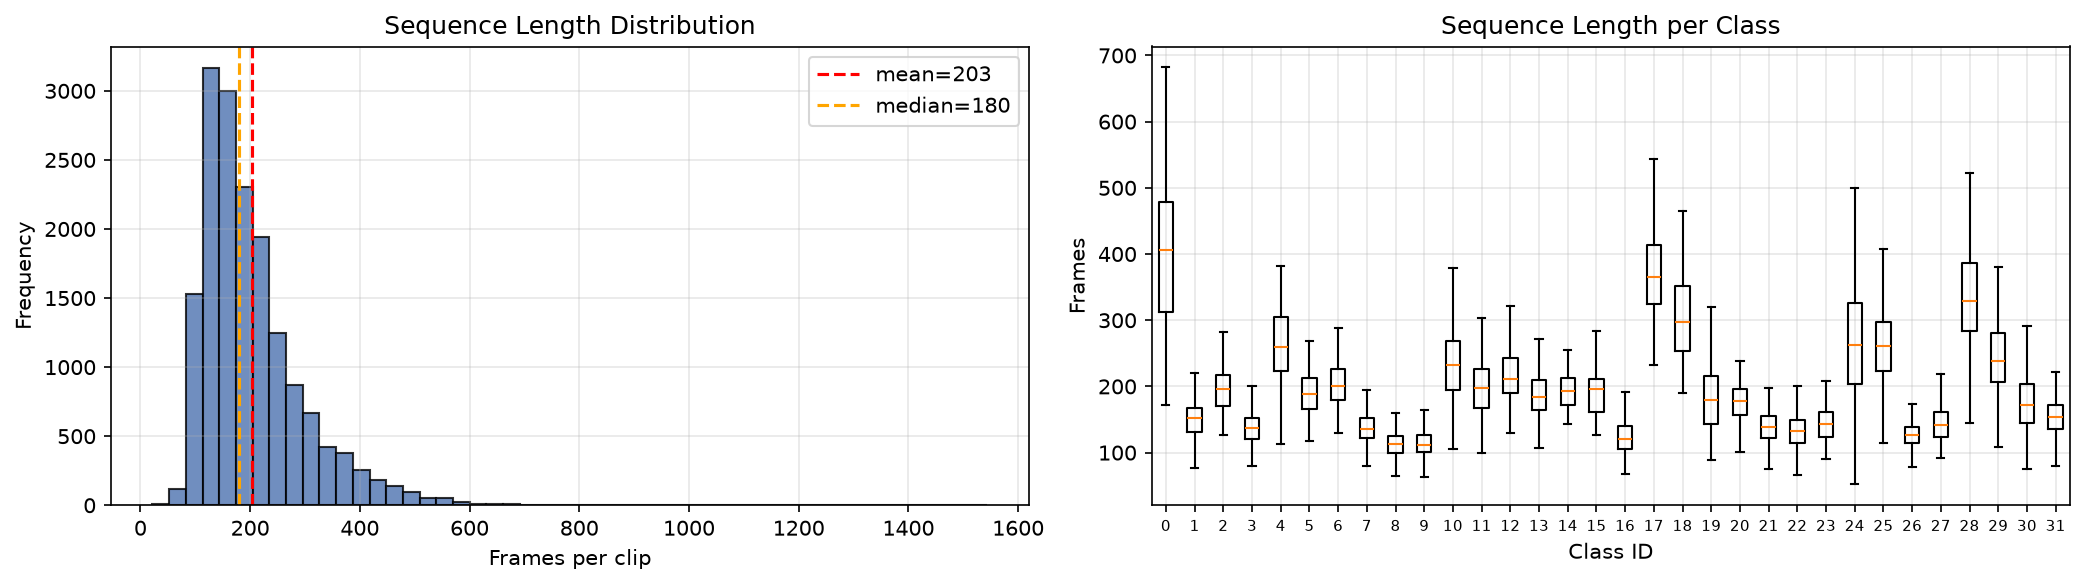 Sequence Length Distribution
3000
2500
2000
1500
1000
500
0
Frequency
mean=203
median=180
0 200 400 600 800 1000 1200 1400 1600
Frames per clip
Sequence Length per Class
700
600
500
400
300
200
100
Frames
0 1 2 3 4 5 6 7 8 9 10 11 12 13 14 15 16 17 18 19 20 21 22 23 24 25 26 27 28 29 30 31
Class ID